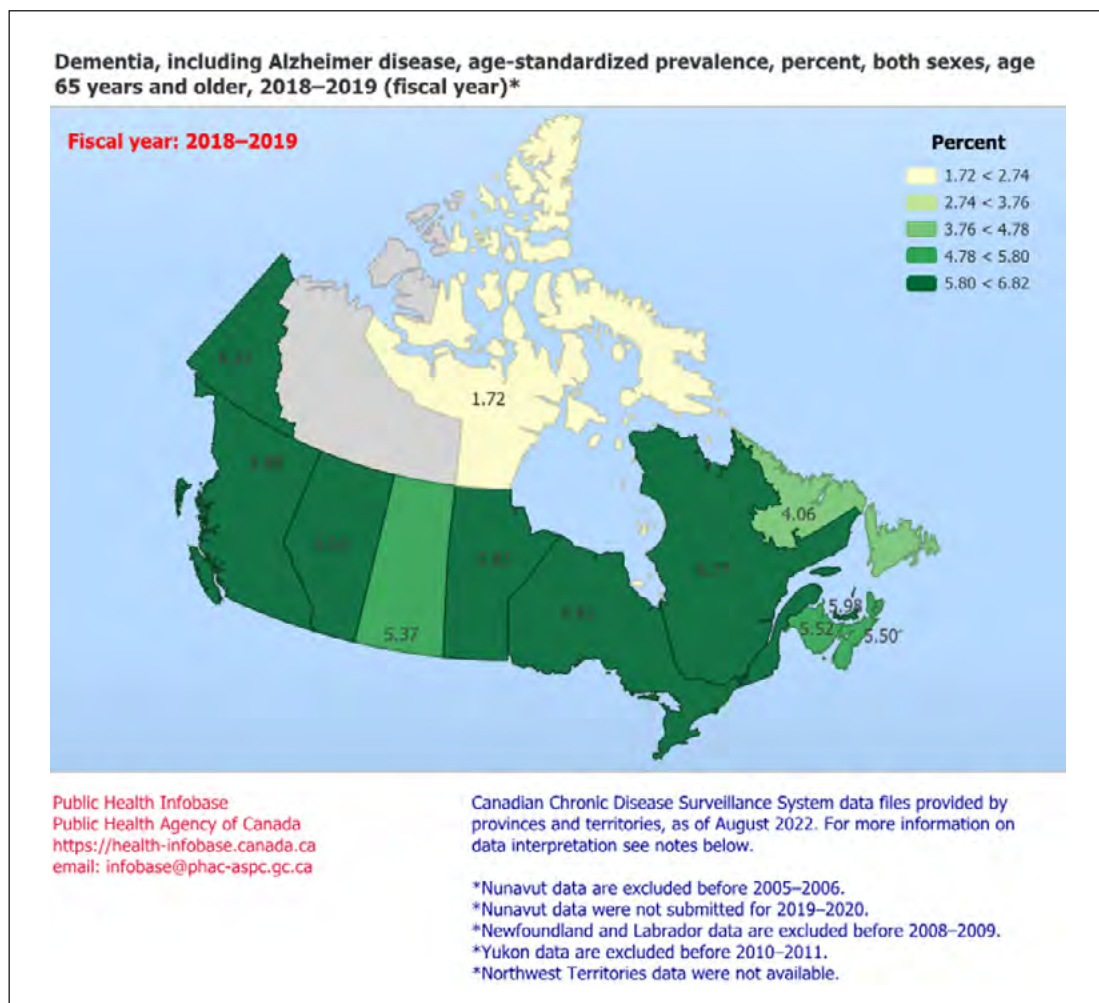 Dementia, including Alzheimer disease, age-standardized prevalence, percent, both sexes, age
65 years and older, 2018–2019 (fiscal year)*
Fiscal year: 2018–2019
Percent
1.72 < 2.74
2.74 < 3.76
3.76 < 4.78
4.78 < 5.80
5.80 < 6.82
1.72
4.06
5.98
5.37
5.52
5.50
Public Health Infobase
Public Health Agency of Canada
https://health-infobase.canada.ca
email: infobase@phac-aspc.gc.ca
Canadian Chronic Disease Surveillance System data files provided by
provinces and territories, as of August 2022. For more information on
data interpretation see notes below.
*Nunavut data are excluded before 2005–2006.
*Nunavut data were not submitted for 2019–2020.
*Newfoundland and Labrador data are excluded before 2008–2009.
*Yukon data are excluded before 2010–2011.
*Northwest Territories data were not available.